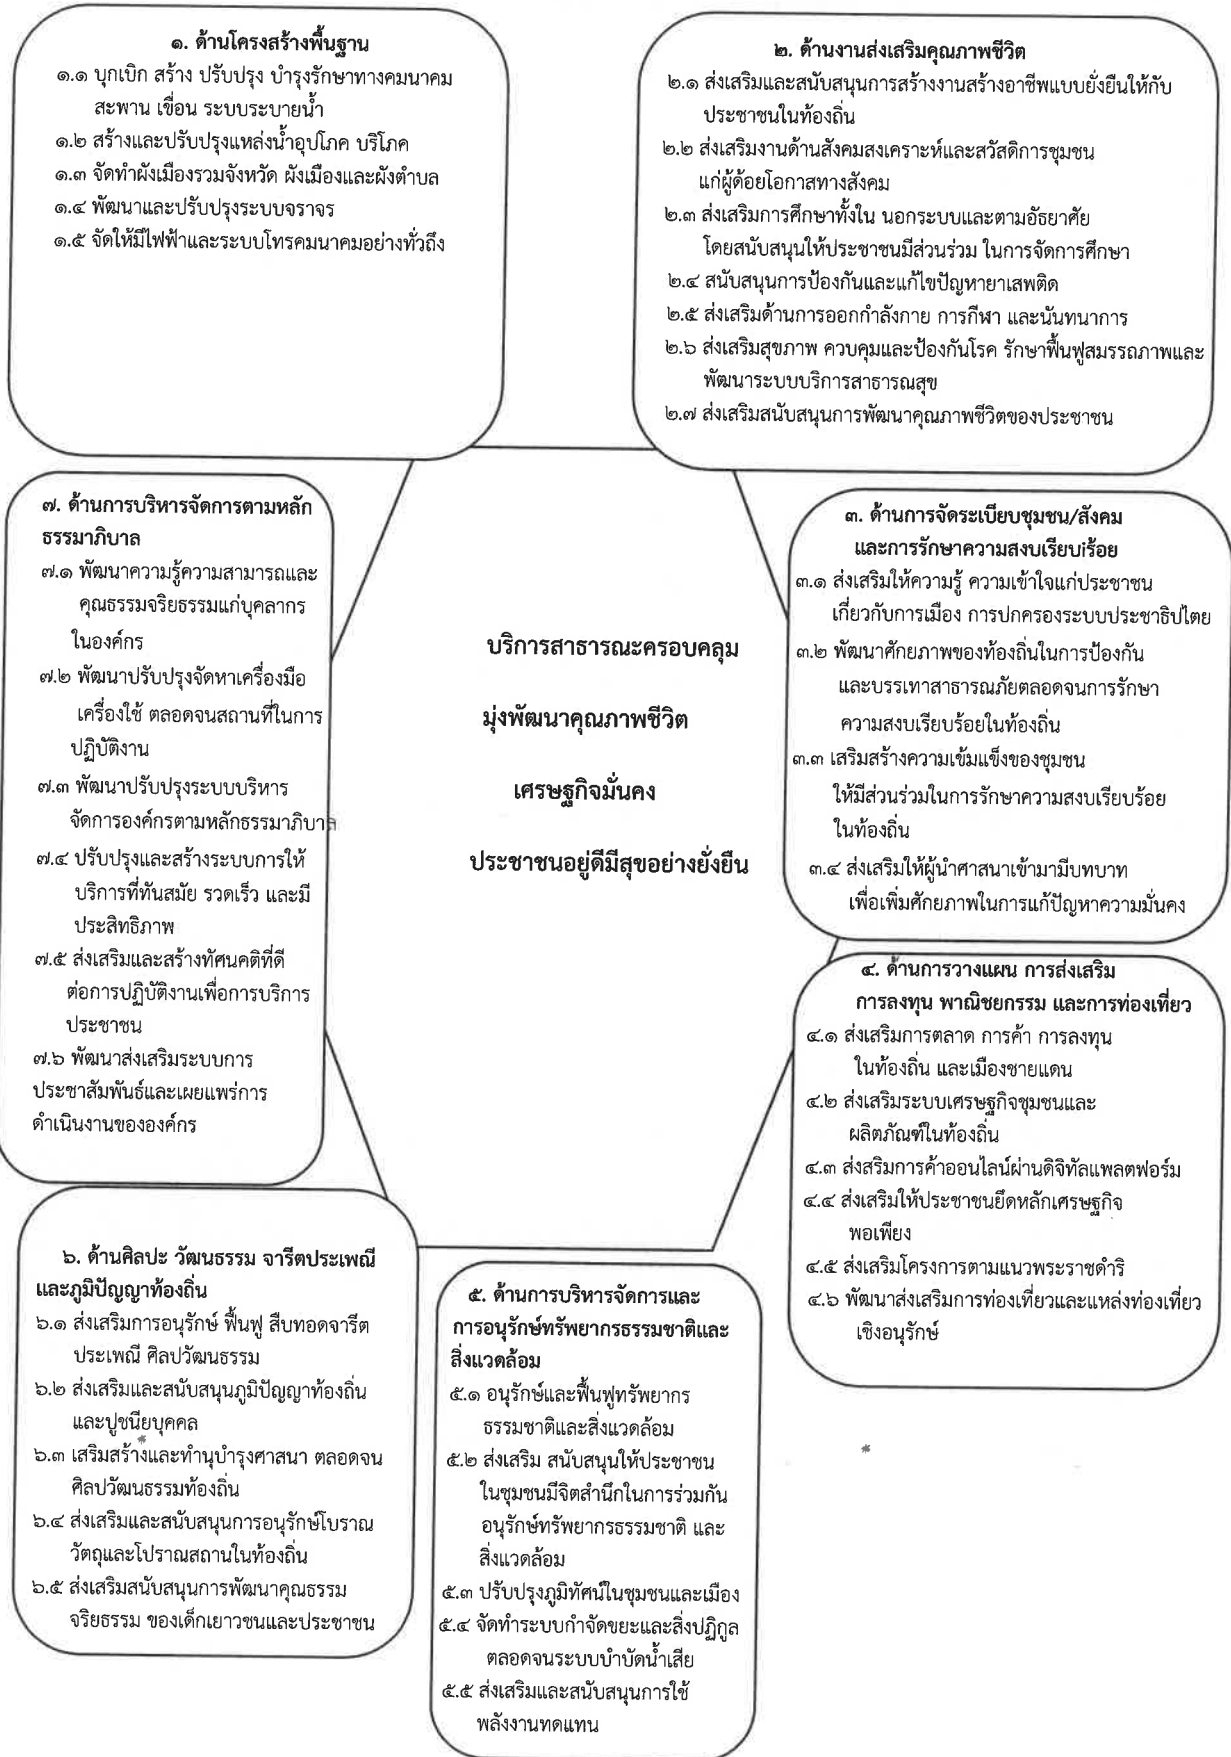 ๑. ด้านโครงสร้างพื้นฐาน
๑.๑ บุกเบิก สร้าง ปรับปรุง บำรุงรักษาทางคมนาคม
สะพาน เขื่อน ระบบระบายน้ำ
๑.๒ สร้างและปรับปรุงแหล่งน้ำอุปโภค บริโภค
๑.๓ จัดทำผังเมืองรวมจังหวัด ผังเมืองและผังตำบล
๑.๔ พัฒนาและปรับปรุงระบบจราจร
๑.๕ จัดให้มีไฟฟ้าและระบบโทรคมนาคมอย่างทั่วถึง
๒. ด้านงานส่งเสริมคุณภาพชีวิต
๒.๑ ส่งเสริมและสนับสนุนการสร้างงานสร้างอาชีพแบบยั่งยืนให้กับ
ประชาชนในท้องถิ่น
๒.๒ ส่งเสริมงานด้านสังคมสงเคราะห์และสวัสดิการชุมชน
แก่ผู้ด้อยโอกาสทางสังคม
๒.๓ ส่งเสริมการศึกษาทั้งใน นอกระบบและตามอัธยาศัย
โดยสนับสนุนให้ประชาชนมีส่วนร่วม ในการจัดการศึกษา
๒.๔ สนับสนุนการป้องกันและแก้ไขปัญหายาเสพติด
๒.๕ ส่งเสริมด้านการออกกำลังกาย การกีฬา และนันทนาการ
๒.๖ ส่งเสริมสุขภาพ ควบคุมและป้องกันโรค รักษาฟื้นฟูสมรรถภาพและ
พัฒนาระบบบริการสาธารณสุข
๒.๗ ส่งเสริมสนับสนุนการพัฒนาคุณภาพชีวิตของประชาชน
๗. ด้านการบริหารจัดการตามหลัก
ธรรมาภิบาล
๗.๑ พัฒนาความรู้ความสามารถและ
คุณธรรมจริยธรรมแก่บุคลากร
ในองค์กร
๗.๒ พัฒนาปรับปรุงจัดหาเครื่องมือ
เครื่องใช้ ตลอดจนสถานที่ในการ
ปฏิบัติงาน
๗.๓ พัฒนาปรับปรุงระบบบริหาร
จัดการองค์กรตามหลักธรรมาภิบาล
๗.๔ ปรับปรุงและสร้างระบบการให้
บริการที่ทันสมัย รวดเร็ว และมี
ประสิทธิภาพ
๗.๕ ส่งเสริมและสร้างทัศนคติที่ดี
ต่อการปฏิบัติงานเพื่อการบริการ
ประชาชน
๗.๖ พัฒนาส่งเสริมระบบการ
ประชาสัมพันธ์และเผยแพร่การ
ดำเนินงานขององค์กร
บริการสาธารณะครอบคลุม
มุ่งพัฒนาคุณภาพชีวิต
เศรษฐกิจมั่นคง
ประชาชนอยู่ดีมีสุขอย่างยั่งยืน
๓. ด้านการจัดระเบียบชุมชน/สังคม
และการรักษาความสงบเรียบiร้อย
๓.๑ ส่งเสริมให้ความรู้ ความเข้าใจแก่ประชาชน
เกี่ยวกับการเมือง การปกครองระบบประชาธิปไตย
๓.๒ พัฒนาศักยภาพของท้องถิ่นในการป้องกัน
และบรรเทาสาธารณภัยตลอดจนการรักษา
ความสงบเรียบร้อยในท้องถิ่น
๓.๓ เสริมสร้างความเข้มแข็งของชุมชน
ให้มีส่วนร่วมในการรักษาความสงบเรียบร้อย
ในท้องถิ่น
๓.๔ ส่งเสริมให้ผู้นำศาสนาเข้ามามีบทบาท
เพื่อเพิ่มศักยภาพในการแก้ปัญหาความมั่นคง
๔. ด้านการวางแผน การส่งเสริม
การลงทุน พาณิชยกรรม และการท่องเที่ยว
๔.๑ ส่งเสริมการตลาด การค้า การลงทุน
ในท้องถิ่น และเมืองชายแดน
๔.๒ ส่งเสริมระบบเศรษฐกิจชุมชนและ
ผลิตภัณฑ์ในท้องถิ่น
๔.๓ ส่งสริมการค้าออนไลน์ผ่านดิจิทัลแพลตฟอร์ม
๔.๔ ส่งเสริมให้ประชาชนยึดหลักเศรษฐกิจ
พอเพียง
๔.๕ ส่งเสริมโครงการตามแนวพระราชดำริ
๔.๖ พัฒนาส่งเสริมการท่องเที่ยวและแหล่งท่องเที่ยว
เชิงอนุรักษ์
๖. ด้านศิลปะ วัฒนธรรม จารีตประเพณี
และภูมิปัญญาท้องถิ่น
๖.๑ ส่งเสริมการอนุรักษ์ ฟื้นฟู สืบทอดจารีต
ประเพณี ศิลปวัฒนธรรม
๖.๒ ส่งเสริมและสนับสนุนภูมิปัญญาท้องถิ่น
และปูชนียบุคคล
๖.๓ เสริมสร้างและทำนุบำรุงศาสนา ตลอดจน
ศิลปวัฒนธรรมท้องถิ่น
๖.๔ ส่งเสริมและสนับสนุนการอนุรักษ์โบราณ
วัตถุและโปราณสถานในท้องถิ่น
๖.๕ ส่งเสริมสนับสนุนการพัฒนาคุณธรรม
จริยธรรม ของเด็กเยาวชนและประชาชน
๕. ด้านการบริหารจัดการและ
การอนุรักษ์ทรัพยากรธรรมชาติและ
สิ่งแวดล้อม
๕.๑ อนุรักษ์และฟื้นฟูทรัพยากร
ธรรมชาติและสิ่งแวดล้อม
๕.๒ ส่งเสริม สนับสนุนให้ประชาชน
ในชุมชนมีจิตสำนึกในการร่วมกัน
อนุรักษ์ทรัพยากรธรรมชาติ และ
สิ่งแวดล้อม
๕.๓ ปรับปรุงภูมิทัศน์ในชุมชนและเมือง
๕.๔ จัดทำระบบกำจัดขยะและสิ่งปฏิกูล
ตลอดจนระบบบำบัดน้ำเสีย
๕.๕ ส่งเสริมและสนับสนุนการใช้
พลังงานทดแทน